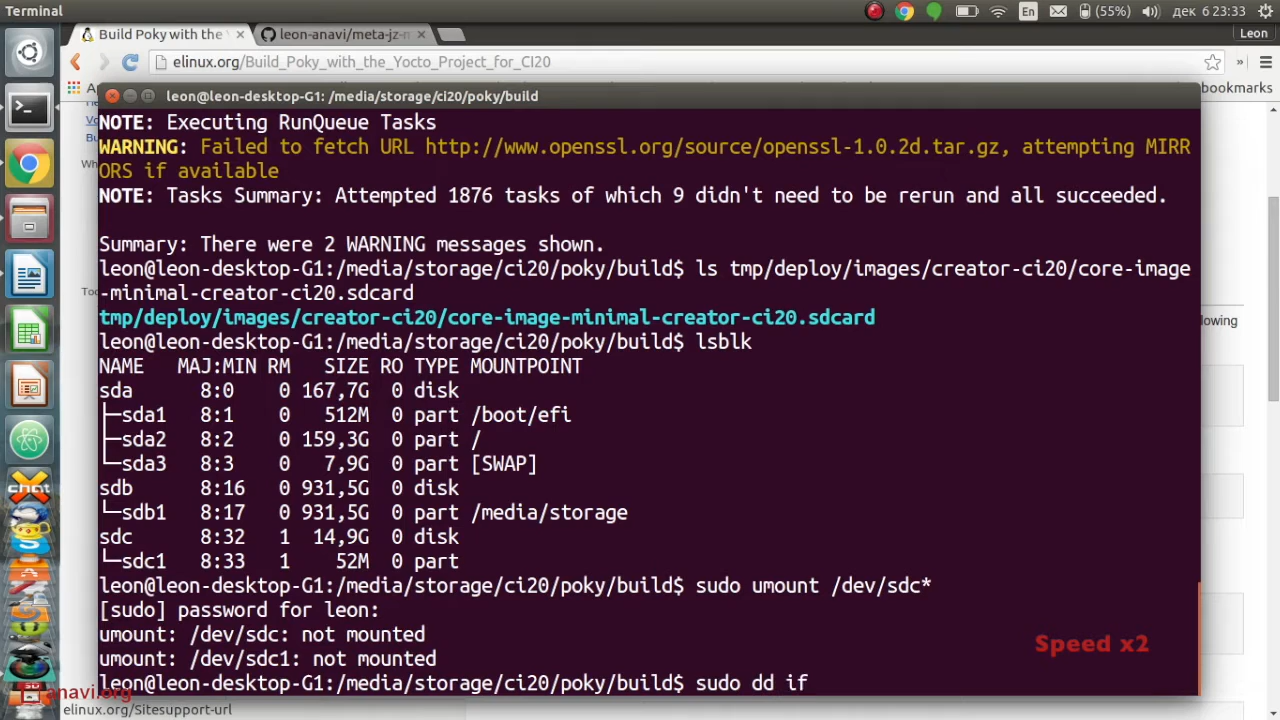 Terminal
En
(55%)
дек 6 23:33
Build Poky with the
leon-anavi/meta-jz-m
Leon
elinux.org/Build_Poky_with_the_Yocto_Project_for_CI20
bookmarks
leon@leon-desktop-G1: /media/storage/ci20/poky/build
NOTE: Executing RunQueue Tasks
WARNING: Failed to fetch URL http://www.openssl.org/source/openssl-1.0.2d.tar.gz, attempting MIRR
ORS if available
NOTE: Tasks Summary: Attempted 1876 tasks of which 9 didn't need to be rerun and all succeeded.
Summary: There were 2 WARNING messages shown.
leon@leon-desktop-G1:/media/storage/ci20/poky/build$ ls tmp/deploy/images/creator-ci20/core-image
-minimal-creator-ci20.sdcard
tmp/deploy/images/creator-ci20/core-image-minimal-creator-ci20.sdcard
leon@leon-desktop-G1:/media/storage/ci20/poky/build$ lsblk
NAME   MAJ:MIN RM   SIZE RO TYPE MOUNTPOINT
sda      8:0    0 167,7G  0 disk
├─sda1   8:1    0   512M  0 part /boot/efi
├─sda2   8:2    0 159,3G  0 part /
└─sda3   8:3    0   7,9G  0 part [SWAP]
sdb      8:16   0 931,5G  0 disk
└─sdb1   8:17   0 931,5G  0 part /media/storage
sdc      8:32   1  14,9G  0 disk
└─sdc1   8:33   1    52M  0 part
leon@leon-desktop-G1:/media/storage/ci20/poky/build$ sudo umount /dev/sdc*
[sudo] password for leon:
umount: /dev/sdc: not mounted
umount: /dev/sdc1: not mounted
leon@leon-desktop-G1:/media/storage/ci20/poky/build$ sudo dd if
Speed x2
anavi.org
elinux.org/Sitesupport-url
lowing
chat